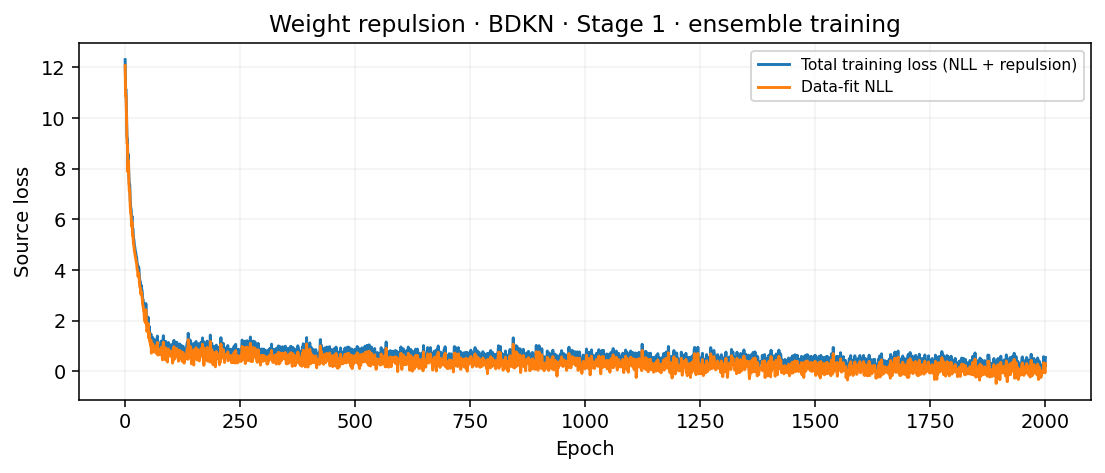 Weight repulsion · BDKN · Stage 1 · ensemble training
Total training loss (NLL + repulsion)
Data-fit NLL
Source loss
12
10
8
6
4
2
0
0 250 500 750 1000 1250 1500 1750 2000
Epoch